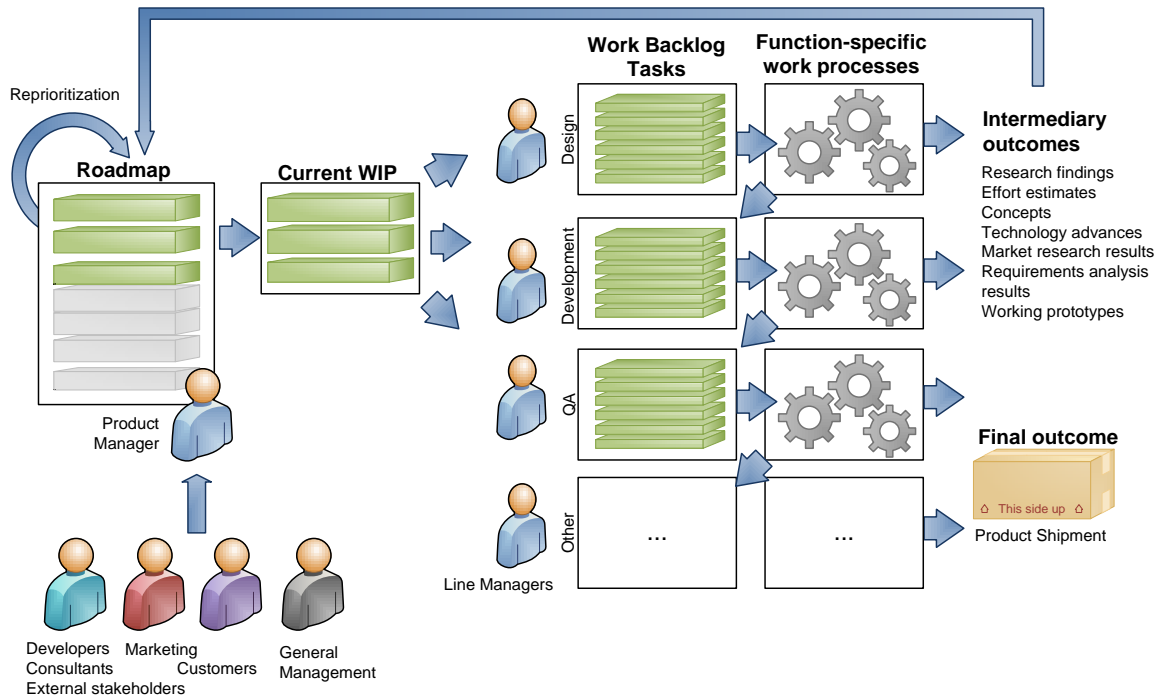 Work Backlog
Tasks
Function-specific
work processes
Reprioritization
Roadmap
Current WIP
Design
Development
QA
Other
Intermediary
outcomes
Research findings
Effort estimates
Concepts
Technology advances
Market research results
Requirements analysis
results
Working prototypes
Product
Manager
Final outcome
This side up
Product Shipment
...
...
Line Managers
Developers
Consultants
External stakeholders
Marketing
Customers
General
Management